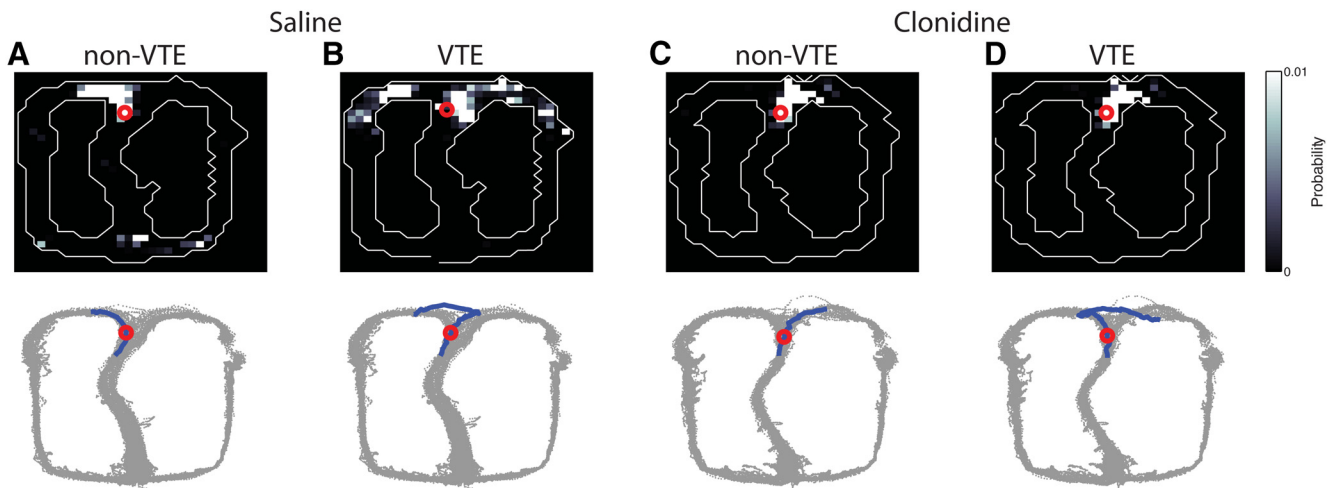 Saline
Clonidine
A non-VTE
B VTE
C non-VTE
D VTE
0.01
Probability
0